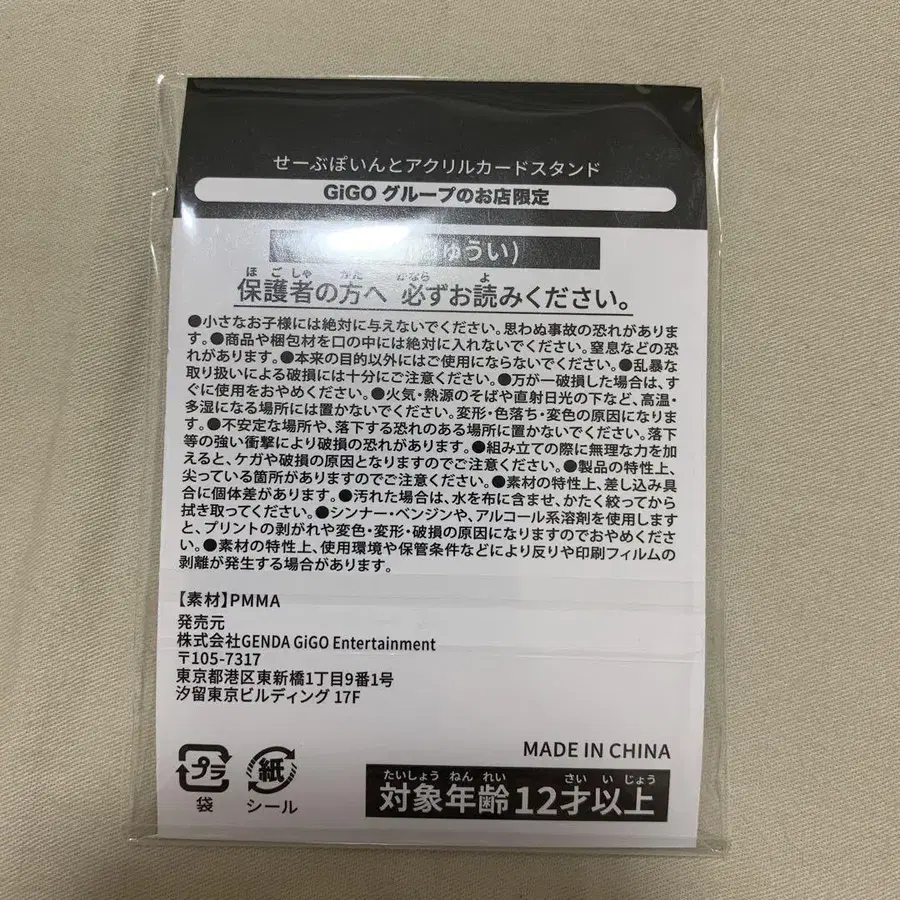 せーぶぽいんとアクリルカードスタンド
GiGO グループのお店限定
ゅうい)
ほごしゃ かた かなら よ
保護者の方へ 必ずお読みください。
●小さなお子様には絶対に与えないでください。思わぬ事故の恐れがありま
す。●商品や梱包材を口の中には絶対に入れないでください。窒息などの恐
れがあります。●本来の目的以外にはご使用にならないでください。●乱暴な
取り扱いによる破損には十分にご注意ください。●万が一破損した場合は、す
ぐに使用をおやめください。●火気・熱源のそばや直射日光の下など、高温・
多湿になる場所には置かないでください。変形・色落ち・変色の原因になりま
す。●不安定な場所や、落下する恐れのある場所に置かないでください。落下
等の強い衝撃により破損の恐れがあります。●組み立ての際に無理な力を加
えると、ケガや破損の原因となりますのでご注意ください。●製品の特性上、
尖っている箇所がありますのでご注意ください。●素材の特性上、差し込み具
合に個体差があります。●汚れた場合は、水を布に含ませ、かたく絞ってから
拭き取ってください。●シンナー・ベンジンや、アルコール系溶剤を使用します
と、プリントの剥がれや変色・変形・破損の原因になりますのでおやめくださ
い。●素材の特性上、使用環境や保管条件などにより反りや印刷フィルムの
剥離が発生する場合があります。
【素材】PMMA
発売元
株式会社GENDA GiGO Entertainment
〒105-7317
東京都港区東新橋1丁目9番1号
汐留東京ビルディング 17F
MADE IN CHINA
プラ
袋
紙
シール
たいしょう ねん れい さい い じょう
対象年齢12才以上